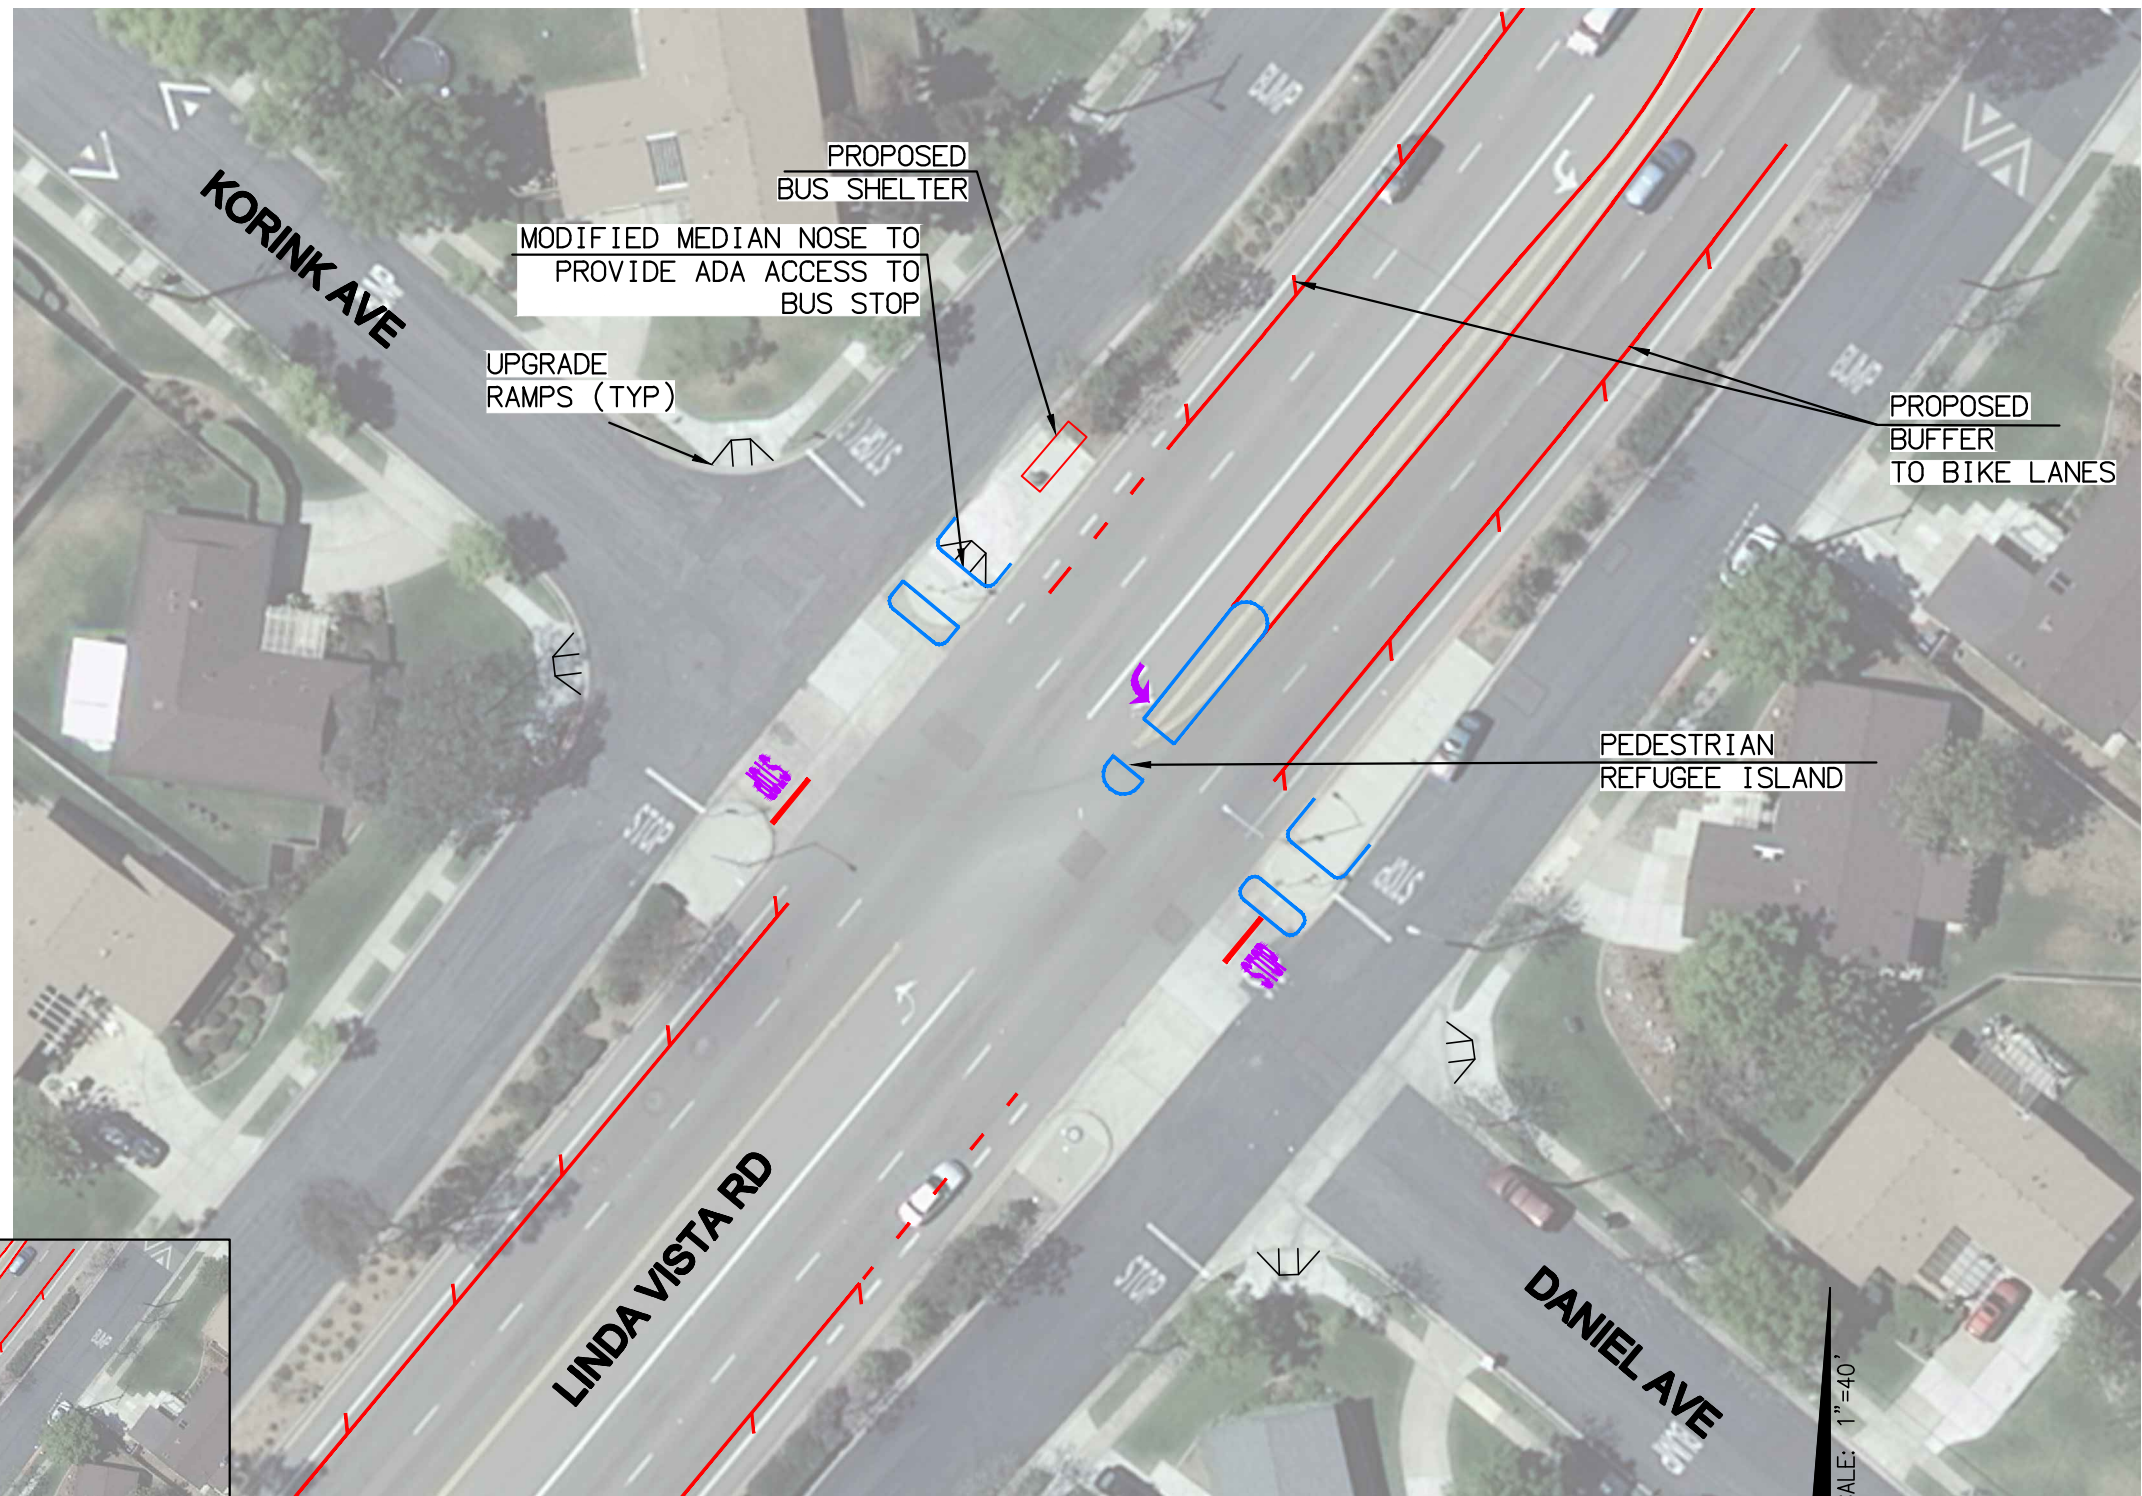 BUMP
PROPOSED
BUS SHELTER
KORINK AVE
MODIFIED MEDIAN NOSE TO
PROVIDE ADA ACCESS TO
BUS STOP
UPGRADE
RAMPS (TYP)
STOP
BUMP
PROPOSED
BUFFER
TO BIKE LANES
PEDESTRIAN
REFUGEE ISLAND
STOP
STOP
LINDA VISTA RD
STOP
DANIEL AVE
BUMP
1"=40'